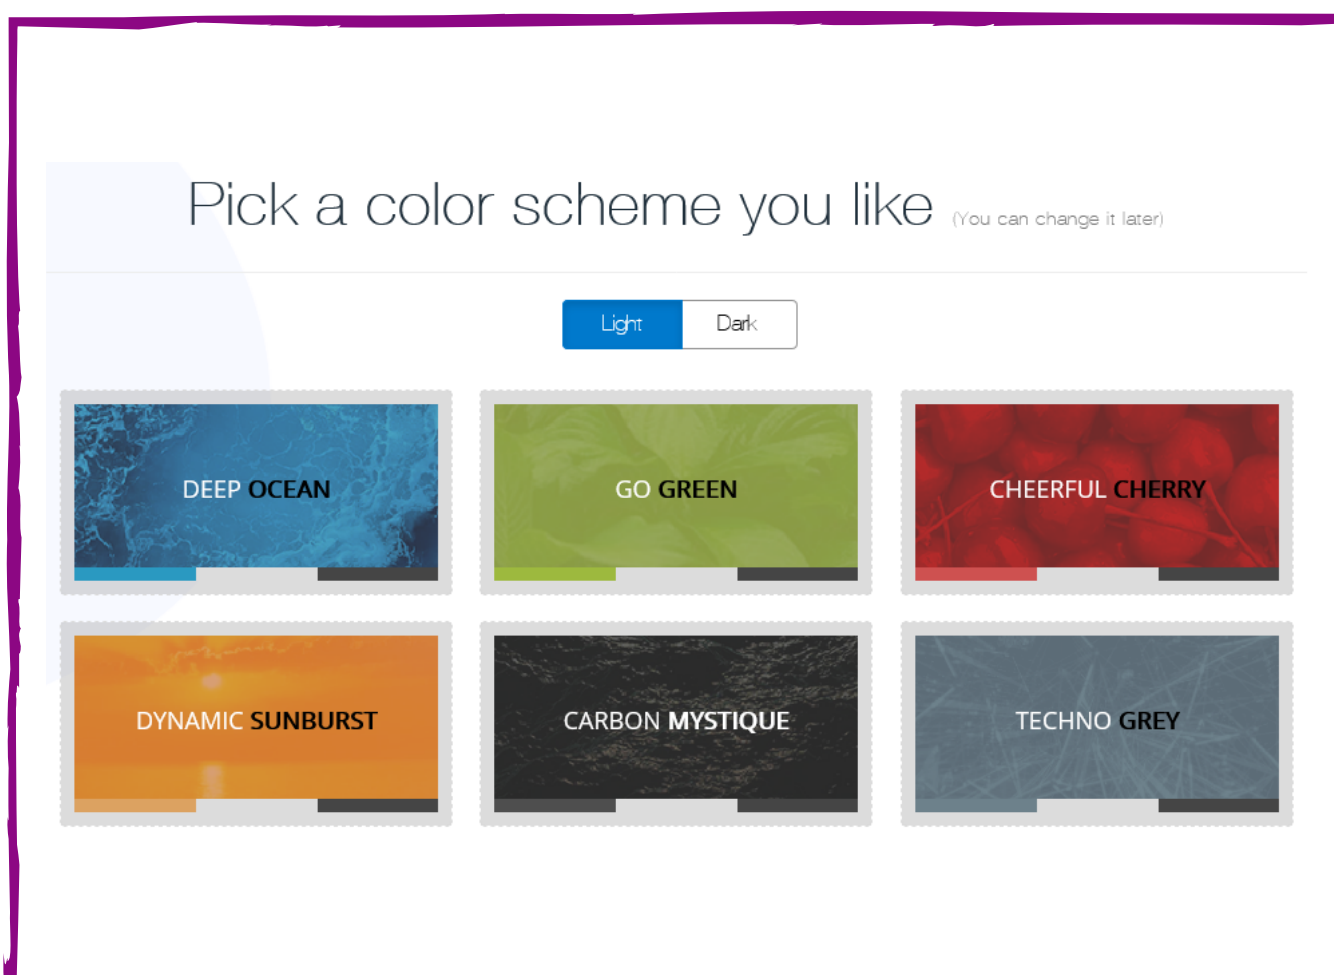 Pick a color scheme you like (You can change it later)
Light Dark
DEEP OCEAN GO GREEN CHEERFUL CHERRY
DYNAMIC SUNBURST CARBON MYSTIQUE TECHNO GREY